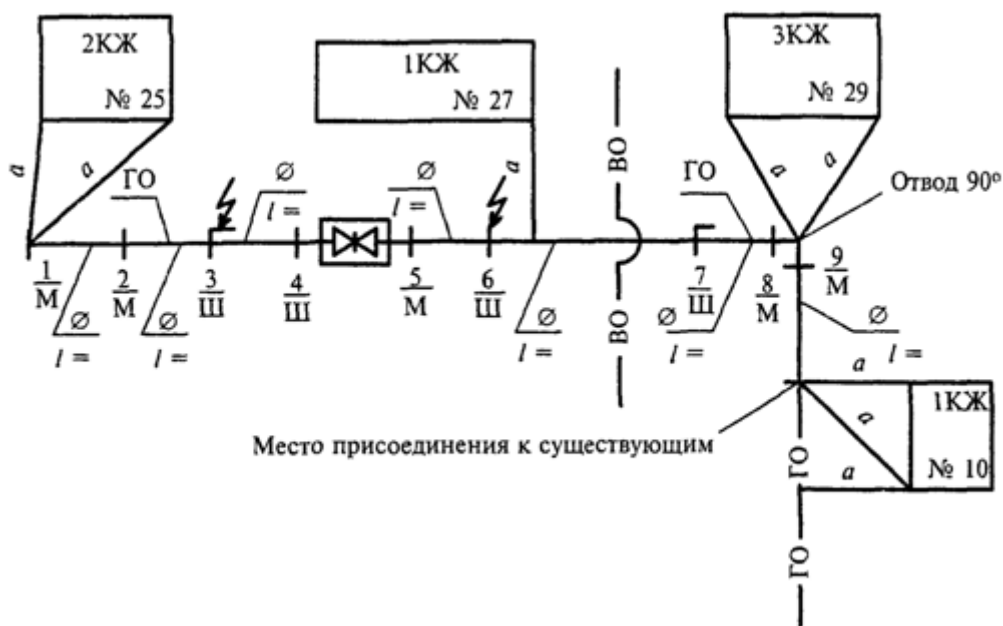 2КЖ
№ 25
1КЖ
№ 27
3КЖ
№ 29
а
а
ГО
Ø
l =
Ø
l =
а
ВО
ГО
а
а
Отвод 90°
1
М
2
М
3
Ш
4
Ш
5
М
6
Ш
7
Ш
8
М
9
М
Ø
l =
Ø
l =
Ø
l =
ВО
Ø
l =
Ø
l =
а
1КЖ
№ 10
а
а
Место присоединения к существующим
ГО
ГО